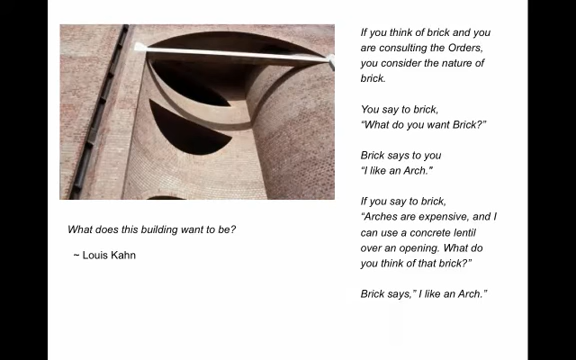 If you think of brick and you
are consulting the Orders,
you consider the nature of
brick.
You say to brick,
“What do you want Brick?”
Brick says to you
“I like an Arch."
If you say to brick,
“Arches are expensive, and I
can use a concrete lentil
over an opening. What do
you think of that brick?”
Brick says,” I like an Arch.”
What does this building want to be?
~ Louis Kahn